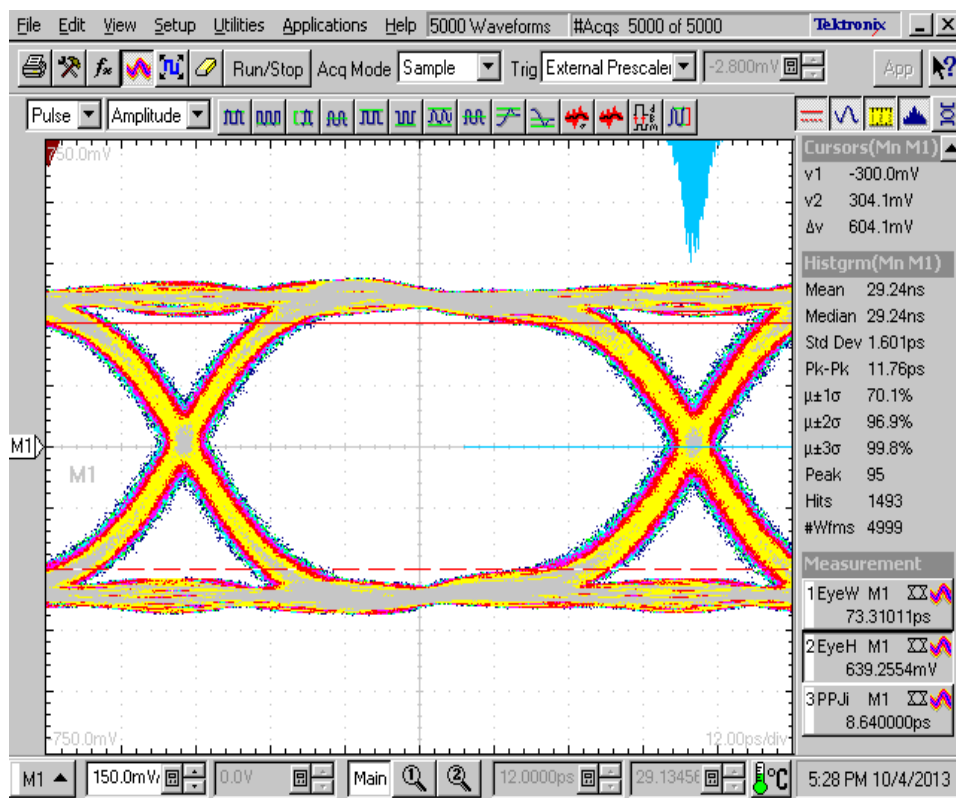 File Edit View Setup Utilities Applications Help 5000 Waveforms #Acqs 5000 of 5000 Tektronix
Run/Stop Acq Mode Sample Trig External Prescaler -2.800mV App
Pulse Amplitude
750.0mV
Cursors(Mn M1)
v1 -300.0mV
v2 304.1mV
Δv 604.1mV
Histgrm(Mn M1)
Mean 29.24ns
Median 29.24ns
Std Dev 1.601ps
Pk-Pk 11.76ps
µ±1σ 70.1%
µ±2σ 96.9%
µ±3σ 99.8%
Peak 95
Hits 1493
#Wfms 4999
M1
M1
Measurement
1 EyeW M1
73.31011ps
2 EyeH M1
639.2554mV
3 PPJi M1
8.640000ps
-750.0mV 12.00ps/div
M1 150.0mV/ 0.0V Main 1 2 12.0000ps 29.13456 °C 5:28 PM 10/4/2013